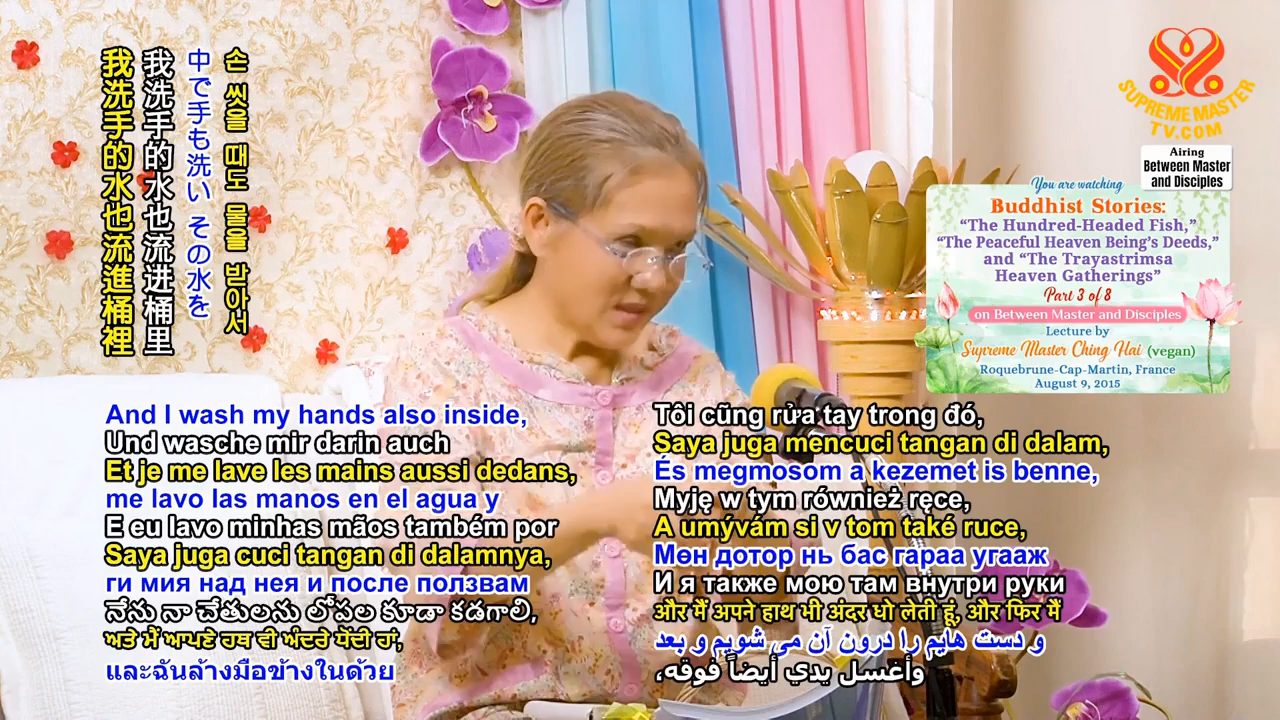 我洗手的水也流進桶裡
我洗手的水也流进桶里
中で手も洗い その水を
손 씻을 때도 물을 받아서
SUPREME MASTER
TV.COM
Airing
Between Master
and Disciples
You are watching
Buddhist Stories:
“The Hundred-Headed Fish,”
“The Peaceful Heaven Being’s Deeds,”
and “The Trayastrimsa
Heaven Gatherings”
Part 3 of 8
on Between Master and Disciples
Lecture by
Supreme Master Ching Hai (vegan)
Roquebrune-Cap-Martin, France
August 9, 2015
And I wash my hands also inside,
Und wasche mir darin auch
Et je me lave les mains aussi dedans,
me lavo las manos en el agua y
E eu lavo minhas mãos também por
Saya juga cuci tangan di dalamnya,
ги мия над нея и после ползвам
నేను నా చేతులను లోపల కూడా కడగాలి,
ਅਤੇ ਮੈਂ ਆਪਣੇ ਹਥ ਵੀ ਅੰਦਰੇ ਧੋਂਦੀ ਹਾਂ,
และฉันล้างมือข้างในด้วย
Tôi cũng rửa tay trong đó,
Saya juga mencuci tangan di dalam,
És megmosom a kezemet is benne,
Myję w tym również ręce,
A umývám si v tom také ruce,
Мөн дотор нь бас гараа угааж
И я также мою там внутри руки
और मैं अपने हाथ भी अंदर धो लेती हूं, और फिर मैं
و دست هایم را درون آن می شویم و بعد
وأغسل يدي أيضاً فوقه،